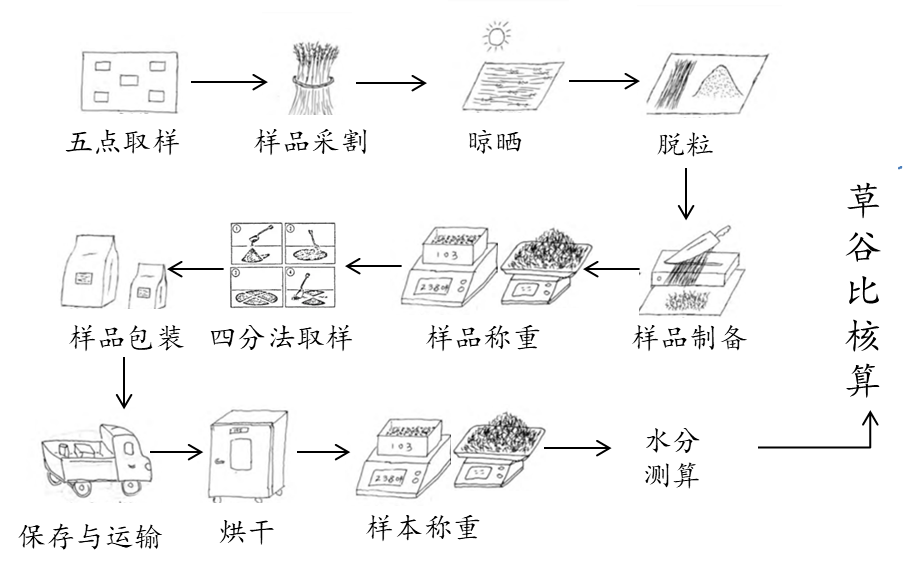 五点取样
样品采割
晾晒
脱粒
样品包装
四分法取样
103
样品称重
样品制备
保存与运输
烘干
103
样本称重
水分
测算
草谷比核算